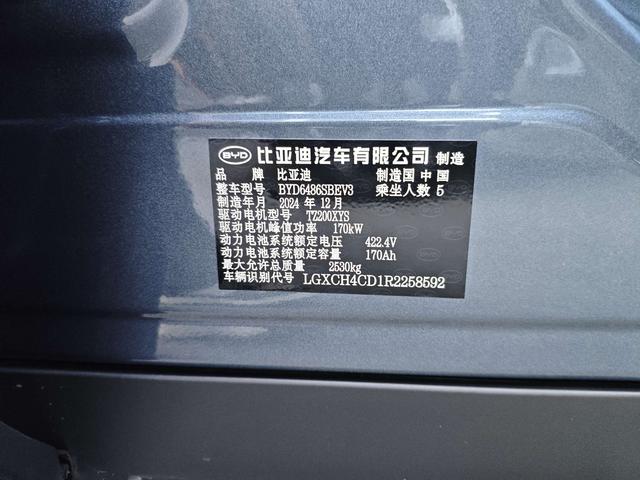 BYD 比亚迪汽车有限公司 制造
品 牌 比亚迪 制造国 中国
整车型号 BYD6486SBEV3 乘坐人数 5
制造年月 2024 年 12 月
驱动电机型号 TZ200XYS
驱动电机峰值功率 170kW
动力电池系统额定电压 422.4V
动力电池系统额定容量 170Ah
最大允许总质量 2530kg
车辆识别代号 LGXCH4CD1R2258592